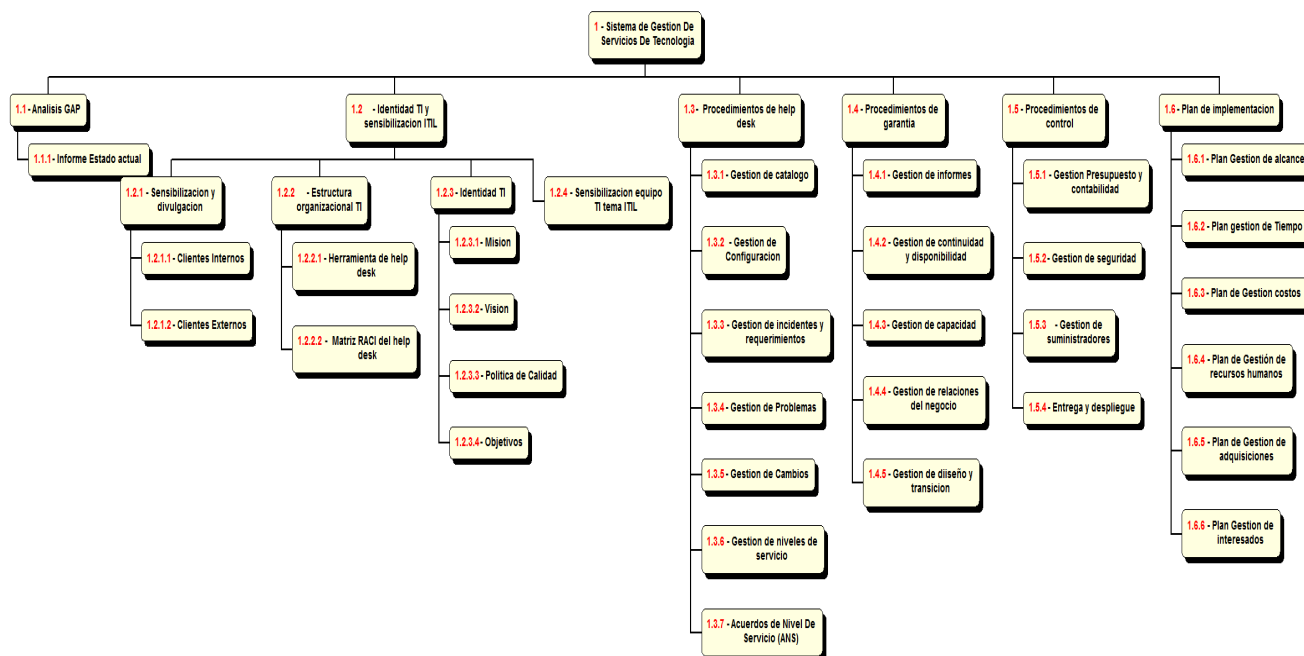 1 - Sistema de Gestion De
Servicios De Tecnologia
1.1 - Analisis GAP
1.1.1 - Informe Estado actual
1.2 - Identidad TI y
sensibilizacion ITIL
1.2.1 - Sensibilizacion y
divulgacion
1.2.1.1 - Clientes Internos
1.2.1.2 - Clientes Externos
1.2.2 - Estructura
organizacional TI
1.2.2.1 - Herramienta de help
desk
1.2.2.2 - Matriz RACI del help
desk
1.2.3 - Identidad TI
1.2.3.1 - Mision
1.2.3.2 - Vision
1.2.3.3 - Politica de Calidad
1.2.3.4 - Objetivos
1.2.4 - Sensibilizacion equipo
TI tema ITIL
1.3 - Procedimientos de help
desk
1.3.1 - Gestion de catalogo
1.3.2 - Gestion de
Configuracion
1.3.3 - Gestion de incidentes y
requerimientos
1.3.4 - Gestion de Problemas
1.3.5 - Gestion de Cambios
1.3.6 - Gestion de niveles de
servicio
1.3.7 - Acuerdos de Nivel De
Servicio (ANS)
1.4 - Procedimientos de
garantia
1.4.1 - Gestion de informes
1.4.2 - Gestion de continuidad
y disponibilidad
1.4.3 - Gestion de capacidad
1.4.4 - Gestion de relaciones
del negocio
1.4.5 - Gestion de diiseño y
transicion
1.5 - Procedimientos de
control
1.5.1 - Gestion Presupuesto y
contabilidad
1.5.2 - Gestion de seguridad
1.5.3 - Gestion de
suministradores
1.5.4 - Entrega y despliegue
1.6 - Plan de implementacion
1.6.1 - Plan Gestion de alcance
1.6.2 - Plan gestion de Tiempo
1.6.3 - Plan de Gestion costos
1.6.4 - Plan de Gestión de
recursos humanos
1.6.5 - Plan de Gestion de
adquisiciones
1.6.6 - Plan Gestion de
interesados